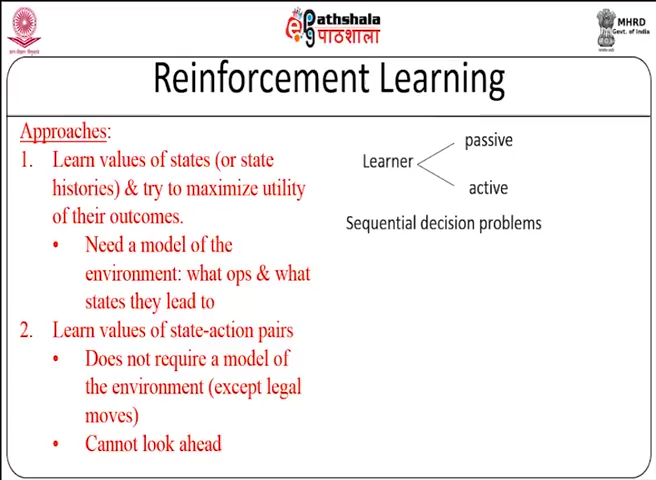 Pathshala
पाठशाला
MHRD
Govt. of India
Reinforcement Learning
Approaches:
1. Learn values of states (or state
histories) & try to maximize utility
of their outcomes.
• Need a model of the
environment: what ops & what
states they lead to
2. Learn values of state-action pairs
• Does not require a model of
the environment (except legal
moves)
• Cannot look ahead
passive
Learner
active
Sequential decision problems